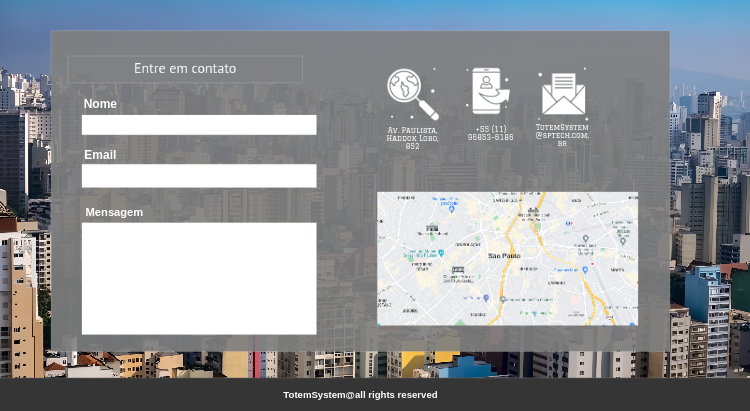 Entre em contato
Nome
Email
Mensagem
Av. Paulista,
Haddok Lobo,
852
+55 (11)
96853-6186
TotemSystem
@sptech.com.
br
São Paulo
TotemSystem@all rights reserved